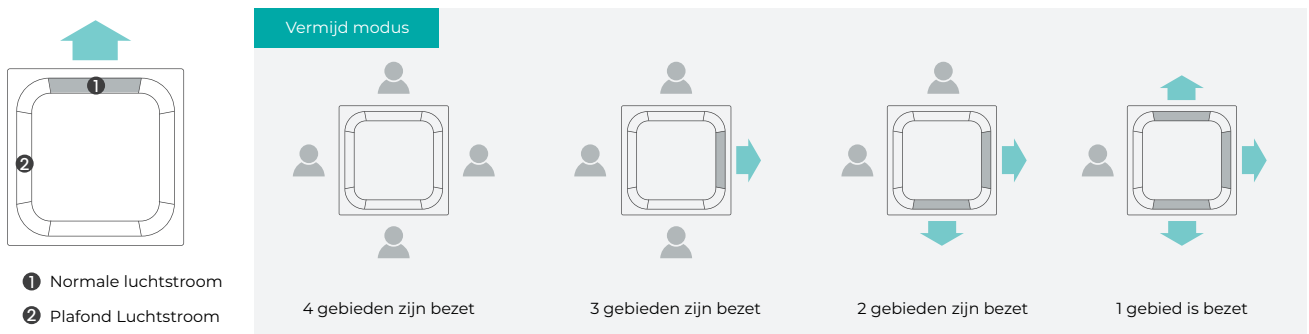 Vermijd modus
1
2
1 Normale luchtstroom
2 Plafond Luchtstroom
4 gebieden zijn bezet
3 gebieden zijn bezet
2 gebieden zijn bezet
1 gebied is bezet